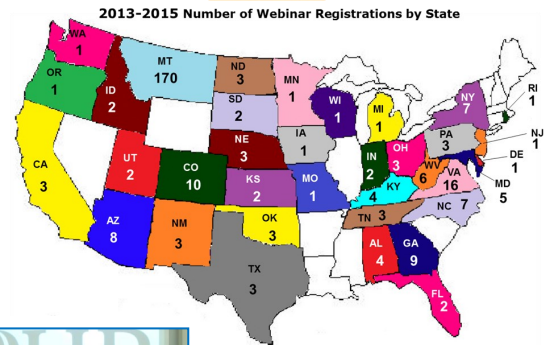 2013-2015 Number of Webinar Registrations by State
WA
1
OR
1
ID
2
MT
170
ND
3
SD
2
MN
1
WI
1
MI
1
NY
7
RI
1
CA
3
UT
2
CO
10
NE
3
IA
1
KS
2
MO
1
IN
2
OH
3
PA
3
NJ
1
DE
1
MD
5
WV
6
VA
16
KY
4
NC 7
TN 3
AZ
8
NM
3
OK
3
TX
3
AL
4
GA
9
FL
2